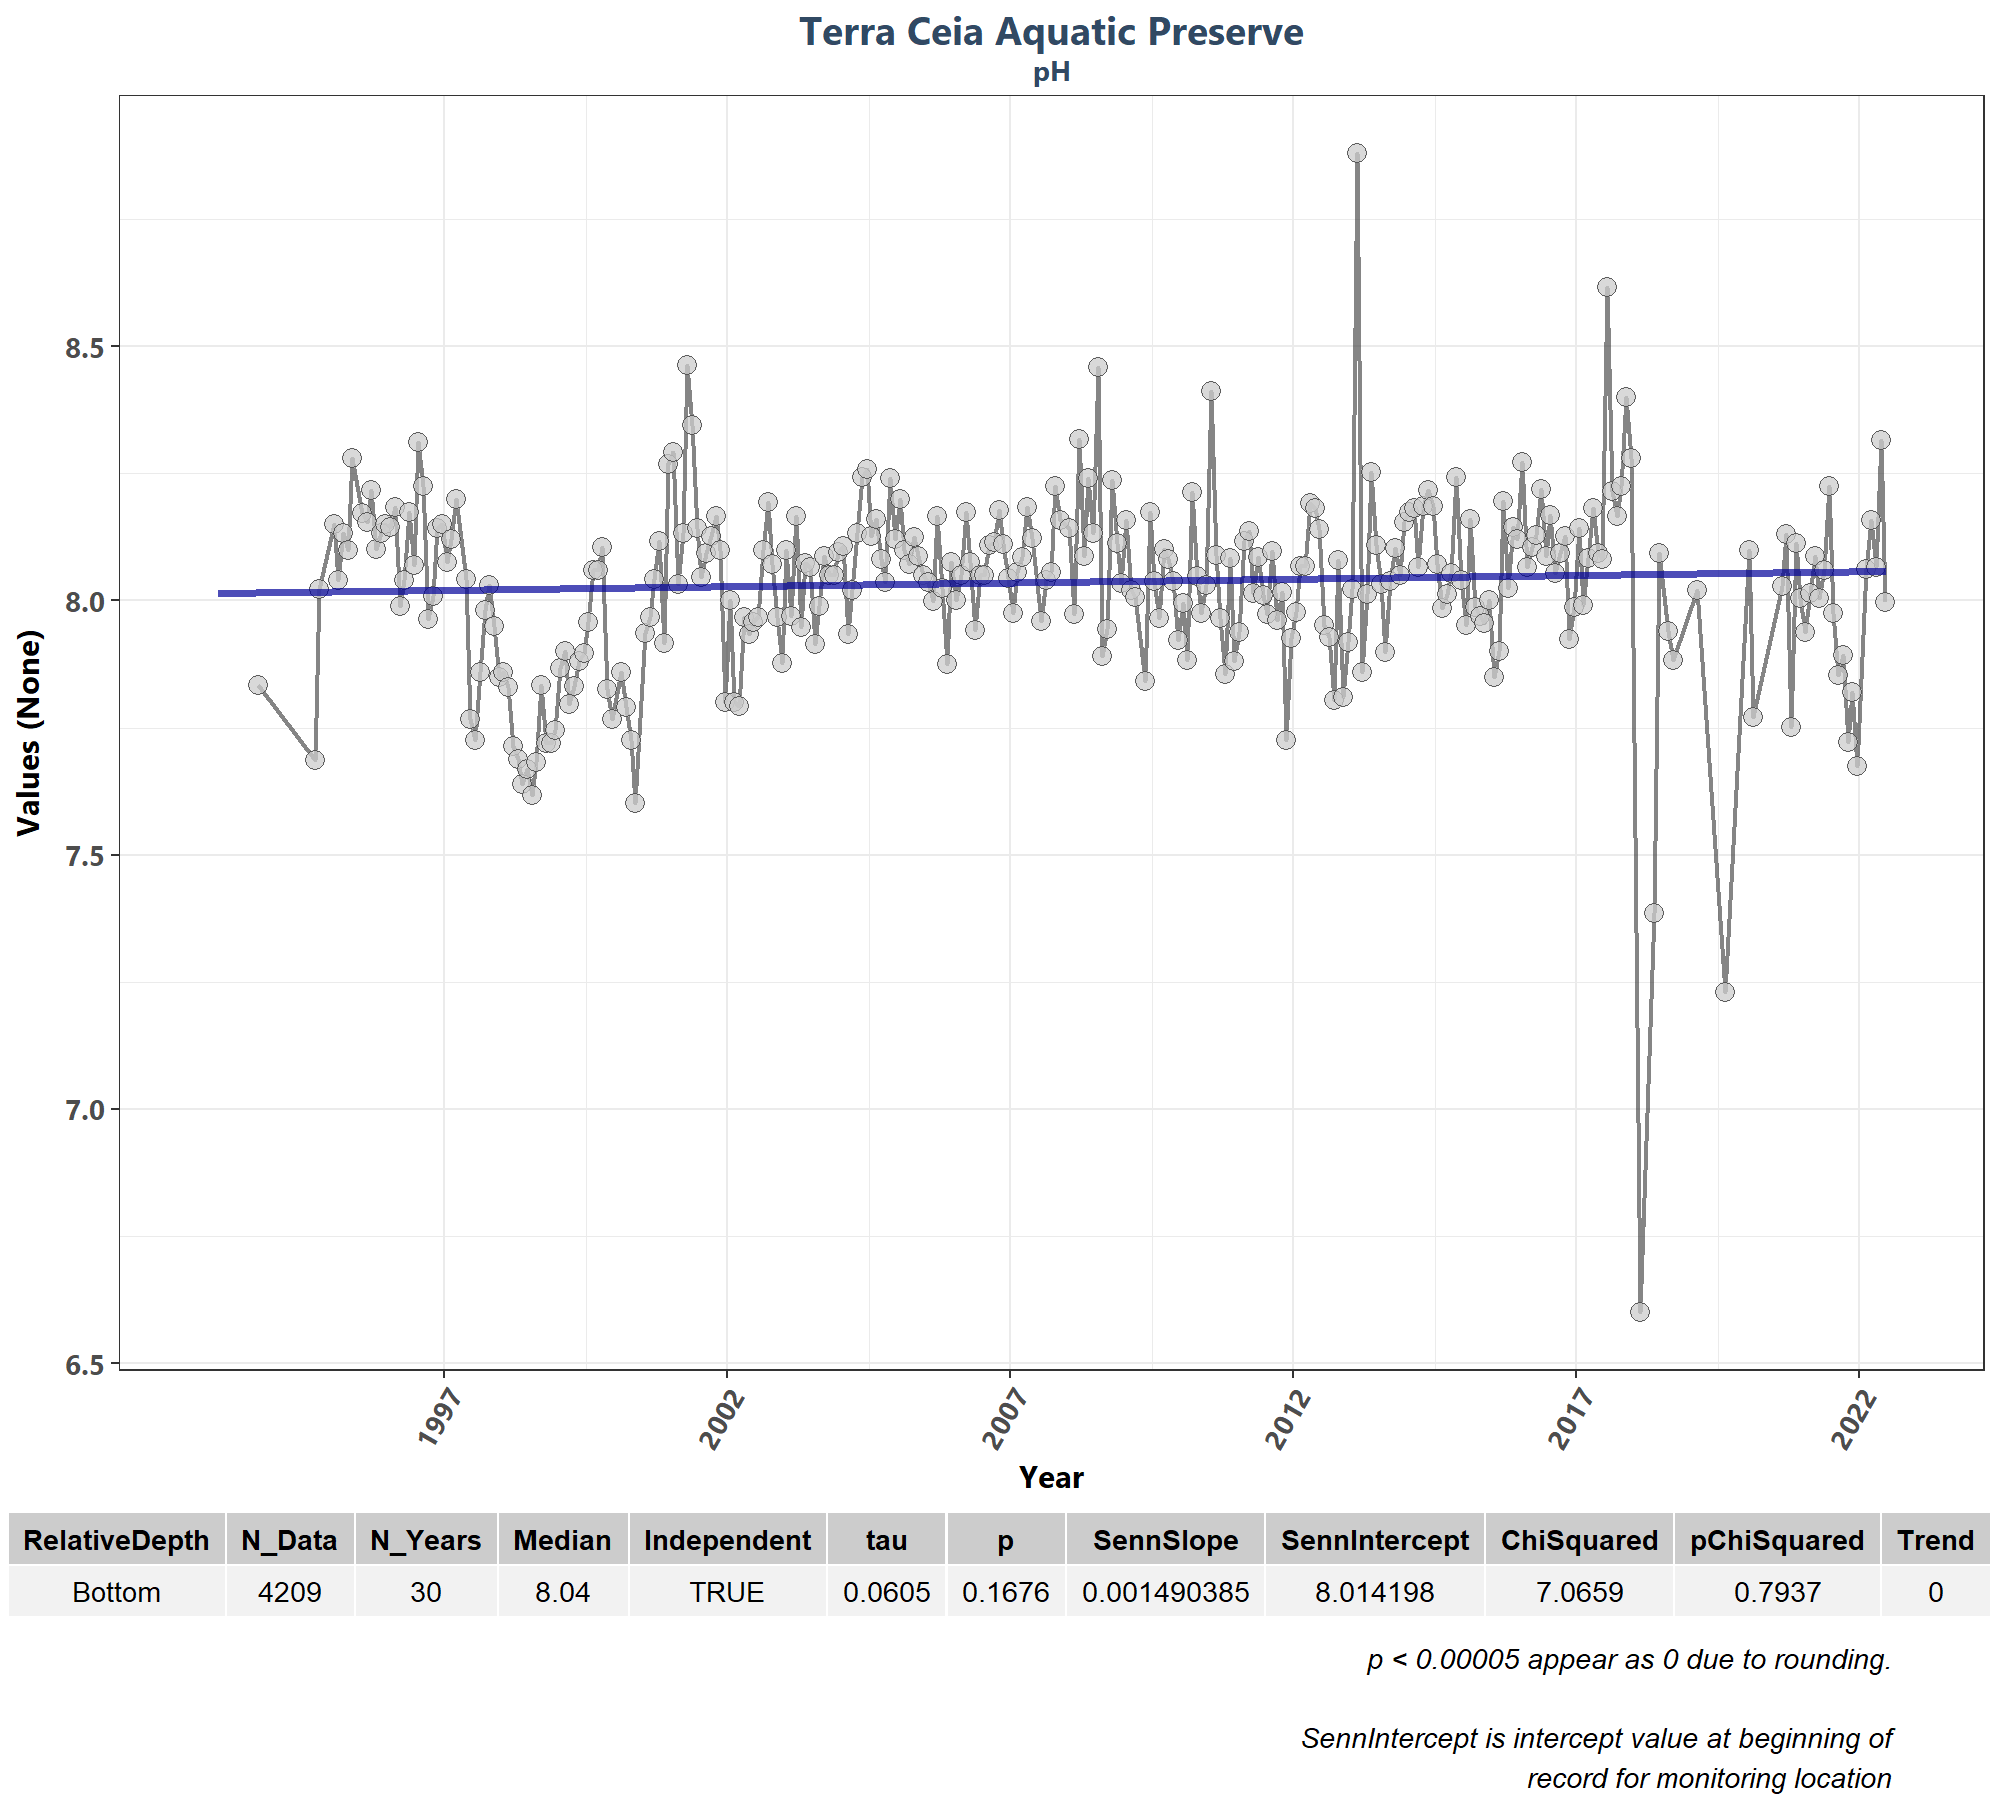 Terra Ceia Aquatic Preserve
pH
Values (None)
8.5
8.0
7.5
7.0
6.5
1997 2002 2007 2012 2017 2022
Year
RelativeDepth N_Data N_Years Median Independent tau p SennSlope SennIntercept ChiSquared pChiSquared Trend
Bottom 4209 30 8.04 TRUE 0.0605 0.1676 0.001490385 8.014198 7.0659 0.7937 0
p < 0.00005 appear as 0 due to rounding.
SennIntercept is intercept value at beginning of
record for monitoring location